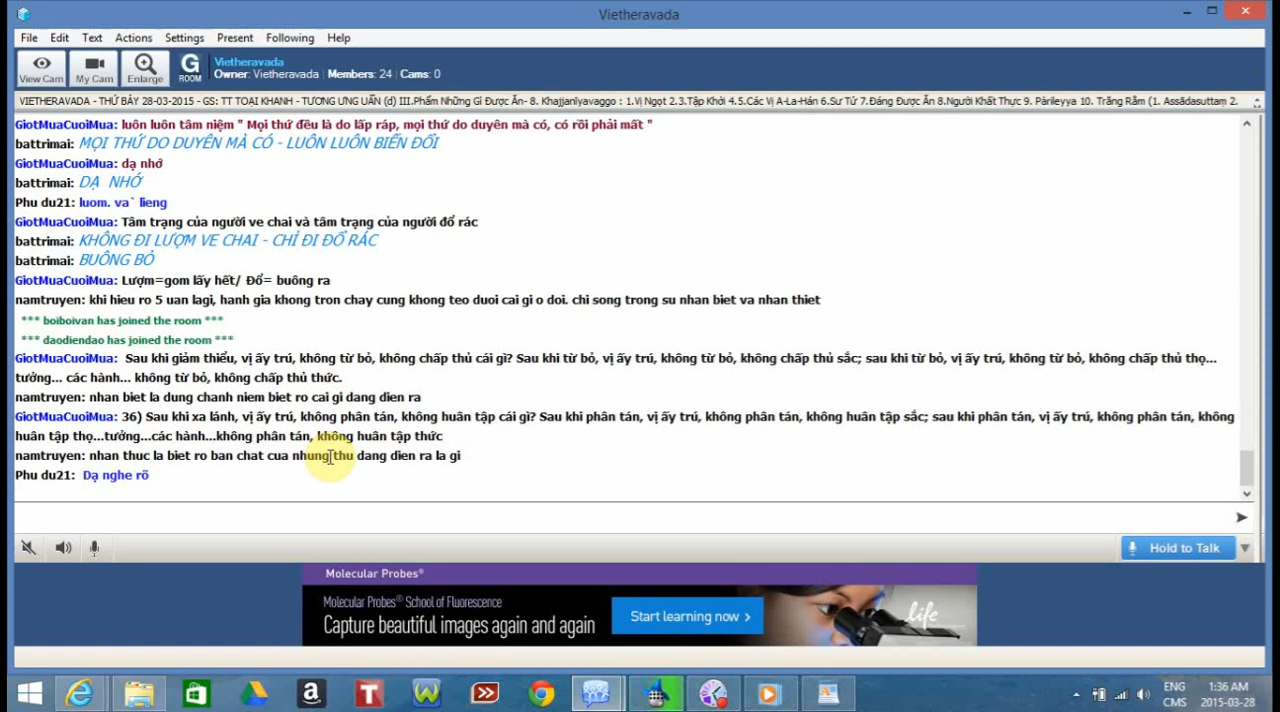 Vietheravada
File Edit Text Actions Settings Present Following Help
View Cam My Cam Enlarge G ROOM
Vietheravada
Owner: Vietheravada Members: 24 Cams: 0
VIETHERAVADA - THỨ BẢY 28-03-2015 - GS: TT TOẠI KHANH - TƯƠNG ƯNG UẨN (d) III.Phẩm Những Gì Được Ăn- 8. Khajjanìyavaggo : 1.Vị Ngọt 2.3.Tập Khởi 4.5.Các Vị A-La-Hán 6.Sư Tử 7.Đáng Được Ăn 8.Người Khất Thực 9. Pàrileyya 10. Trăng Rằm (1. Assādasuttaṃ 2.
GiotMuaCuoiMua: luôn luôn tâm niệm " Mọi thứ đều là do lắp ráp, mọi thứ do duyên mà có, có rồi phải mất "
battrimai: MỌI THỨ DO DUYÊN MÀ CÓ - LUÔN LUÔN BIẾN ĐỔI
GiotMuaCuoiMua: dạ nhớ
battrimai: DẠ NHỚ
Phu du21: luom. va` lieng
GiotMuaCuoiMua: Tâm trạng của người ve chai và tâm trạng của người đổ rác
battrimai: KHÔNG ĐI LƯỢM VE CHAI - CHỈ ĐI ĐỔ RÁC
battrimai: BUÔNG BỎ
GiotMuaCuoiMua: Lượm=gom lấy hết/ Đổ= buông ra
namtruyen: khi hieu ro 5 uan lagi, hanh gia khong tron chay cung khong teo duoi cai gi o doi. chi song trong su nhan biet va nhan thiet
*** boiboivan has joined the room ***
*** daodiendao has joined the room ***
GiotMuaCuoiMua: Sau khi giảm thiểu, vị ấy trú, không từ bỏ, không chấp thủ cái gì? Sau khi từ bỏ, vị ấy trú, không từ bỏ, không chấp thủ sắc; sau khi từ bỏ, vị ấy trú, không từ bỏ, không chấp thủ thọ...
tưởng... các hành... không từ bỏ, không chấp thủ thức.
namtruyen: nhan biet la dung chanh niem biet ro cai gi dang dien ra
GiotMuaCuoiMua: 36) Sau khi xa lánh, vị ấy trú, không phân tán, không huân tập cái gì? Sau khi phân tán, vị ấy trú, không phân tán, không huân tập sắc; sau khi phân tán, vị ấy trú, không phân tán, không
huân tập thọ...tưởng...các hành...không phân tán, không huân tập thức
namtruyen: nhan thuc la biet ro ban chat cua nhung thu dang dien ra la gi
Phu du21: Dạ nghe rõ
Hold to Talk
Molecular Probes®
Molecular Probes® School of Fluorescence
Capture beautiful images again and again
Start learning now >
life
ENG 1:36 AM
CMS 2015-03-28